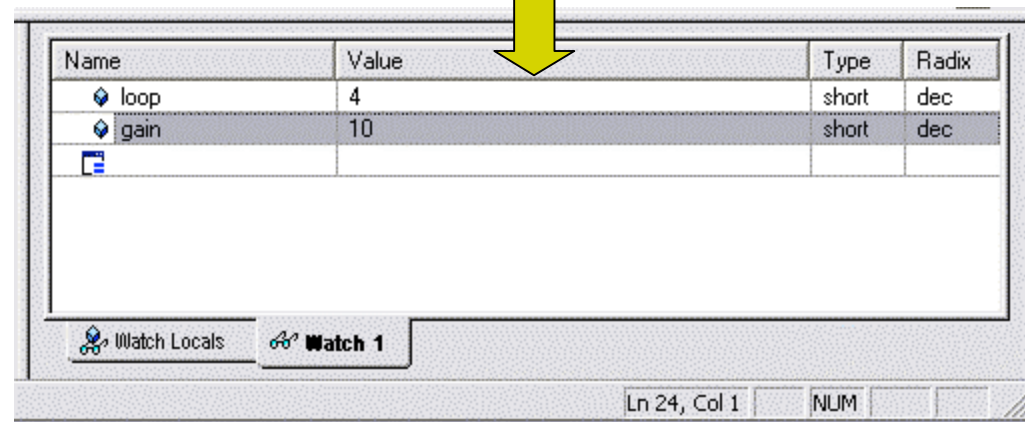 Name Value Type Radix
loop 4 short dec
gain 10 short dec
Watch Locals Watch 1
Ln 24, Col 1 NUM